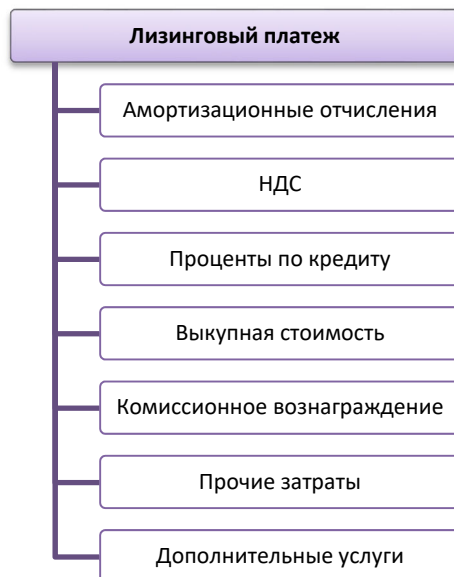 Лизинговый платеж
Амортизационные отчисления
НДС
Проценты по кредиту
Выкупная стоимость
Комиссионное вознаграждение
Прочие затраты
Дополнительные услуги